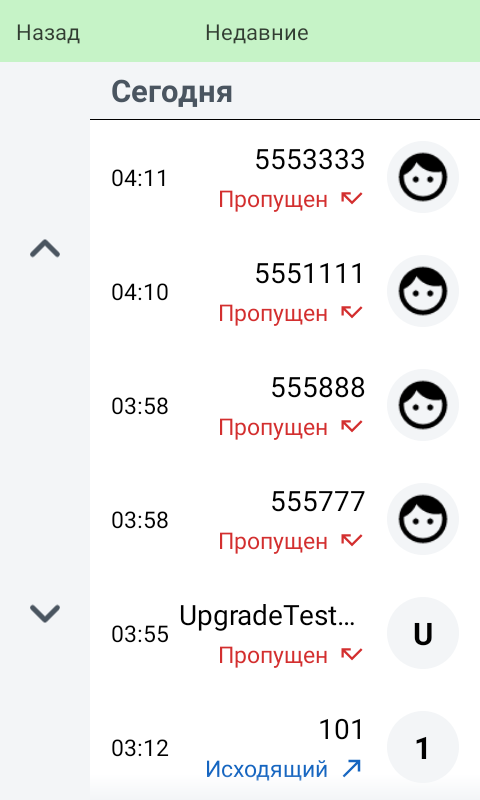 Назад Недавние
Сегодня
5553333
04:11
Пропущен
5551111
04:10
Пропущен
555888
03:58
Пропущен
555777
03:58
Пропущен
UpgradeTest...
03:55
U
Пропущен
101
03:12
1
Исходящий